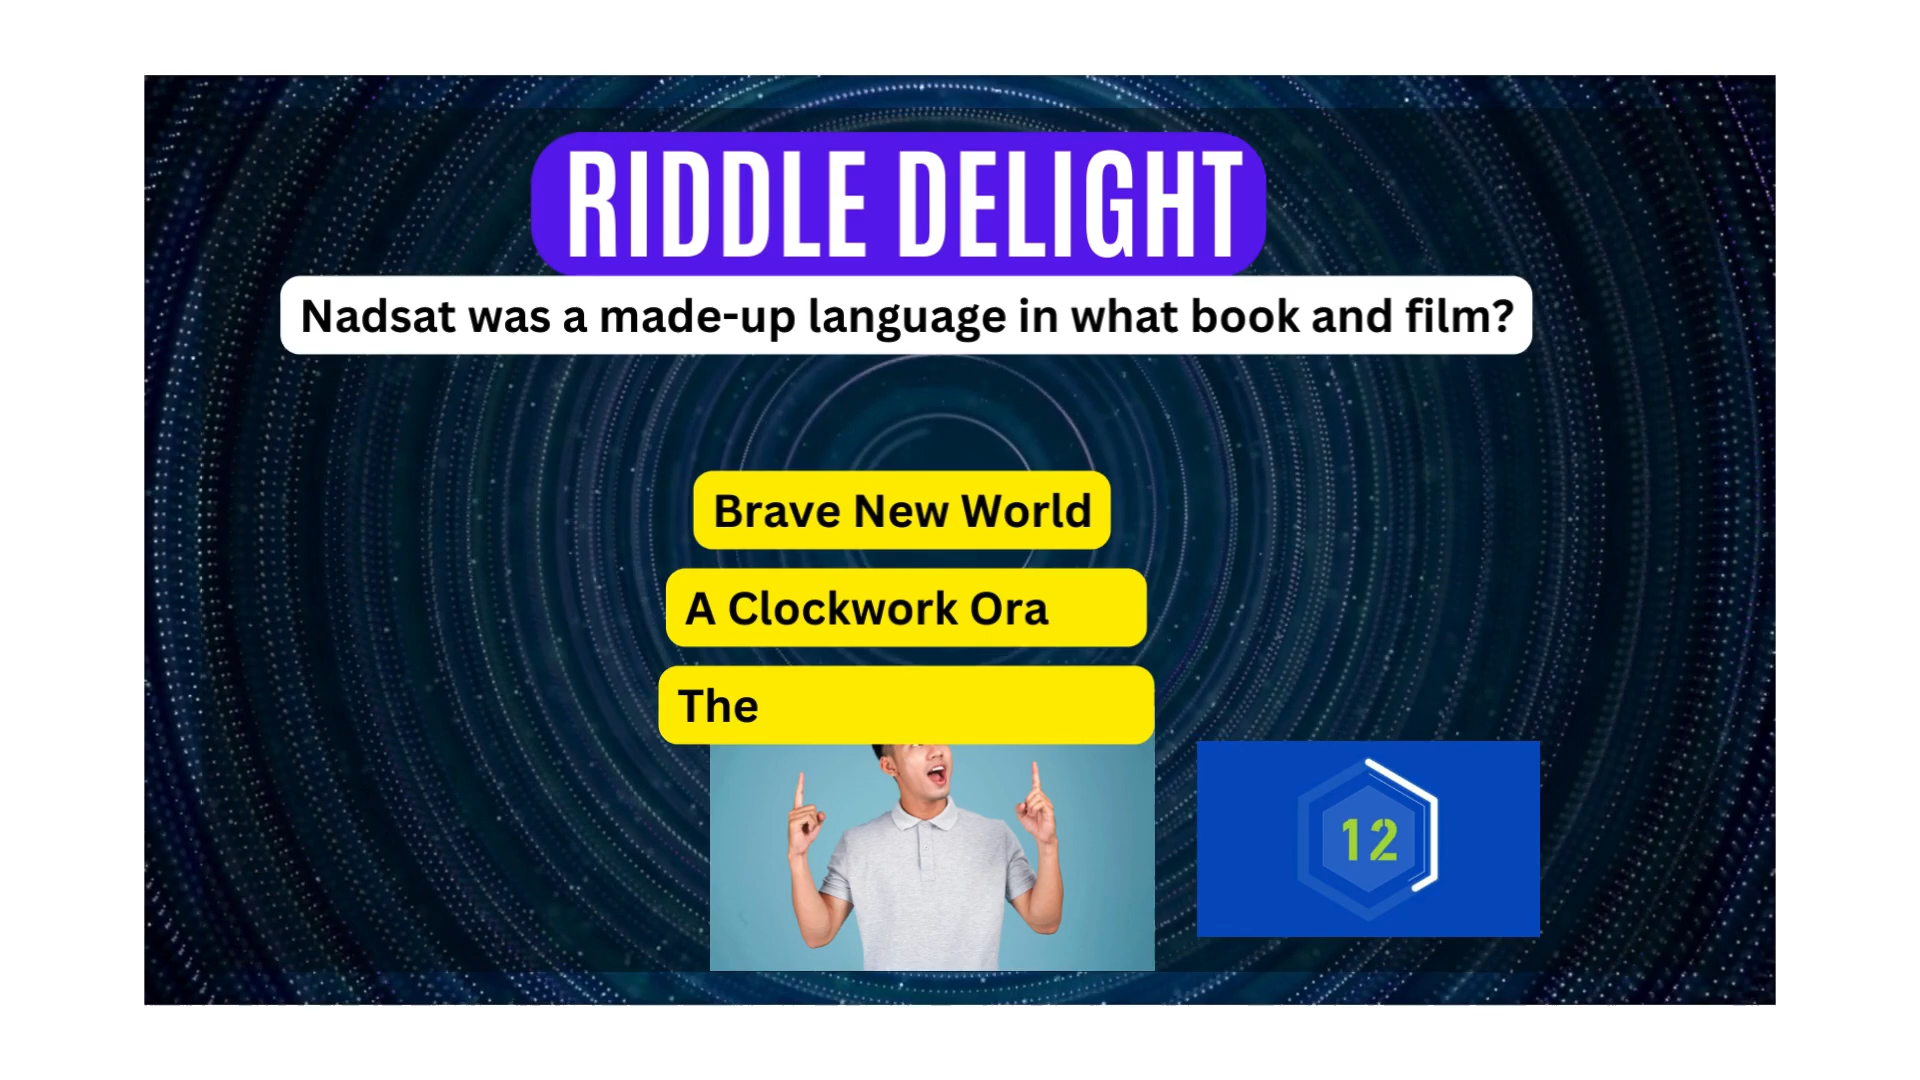 RIDDLE DELIGHT
Nadsat was a made-up language in what book and film?
Brave New World
A Clockwork Ora
The
12